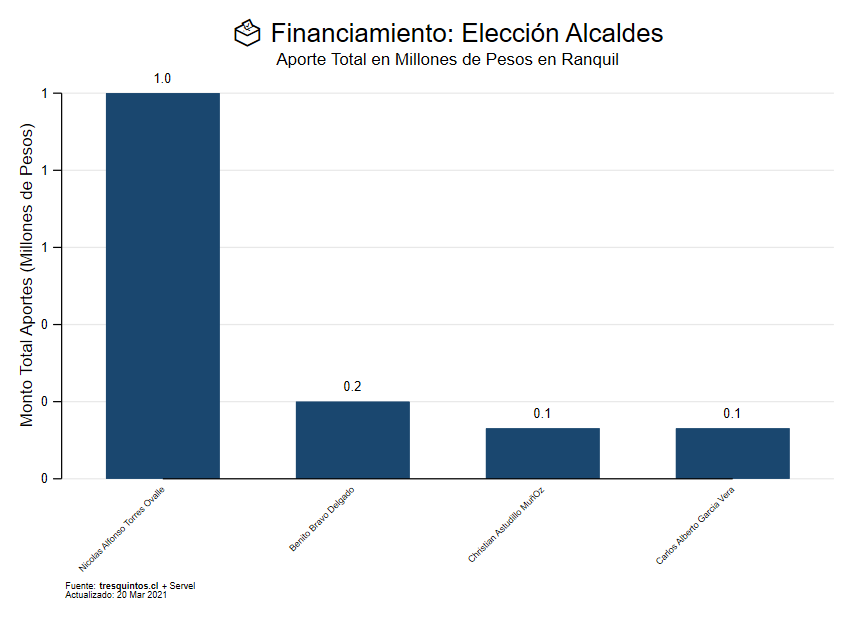 Financiamiento: Elección Alcaldes
Aporte Total en Millones de Pesos en Ranquil
Monto Total Aportes (Millones de Pesos)
1
1
1
0
0
0
1.0
0.2
0.1
0.1
Nicolas Alfonso Torres Ovalle
Benito Bravo Delgado
Christian Astudillo MuñOz
Carlos Alberto Garcia Vera
Fuente: tresquintos.cl + Servel
Actualizado: 20 Mar 2021